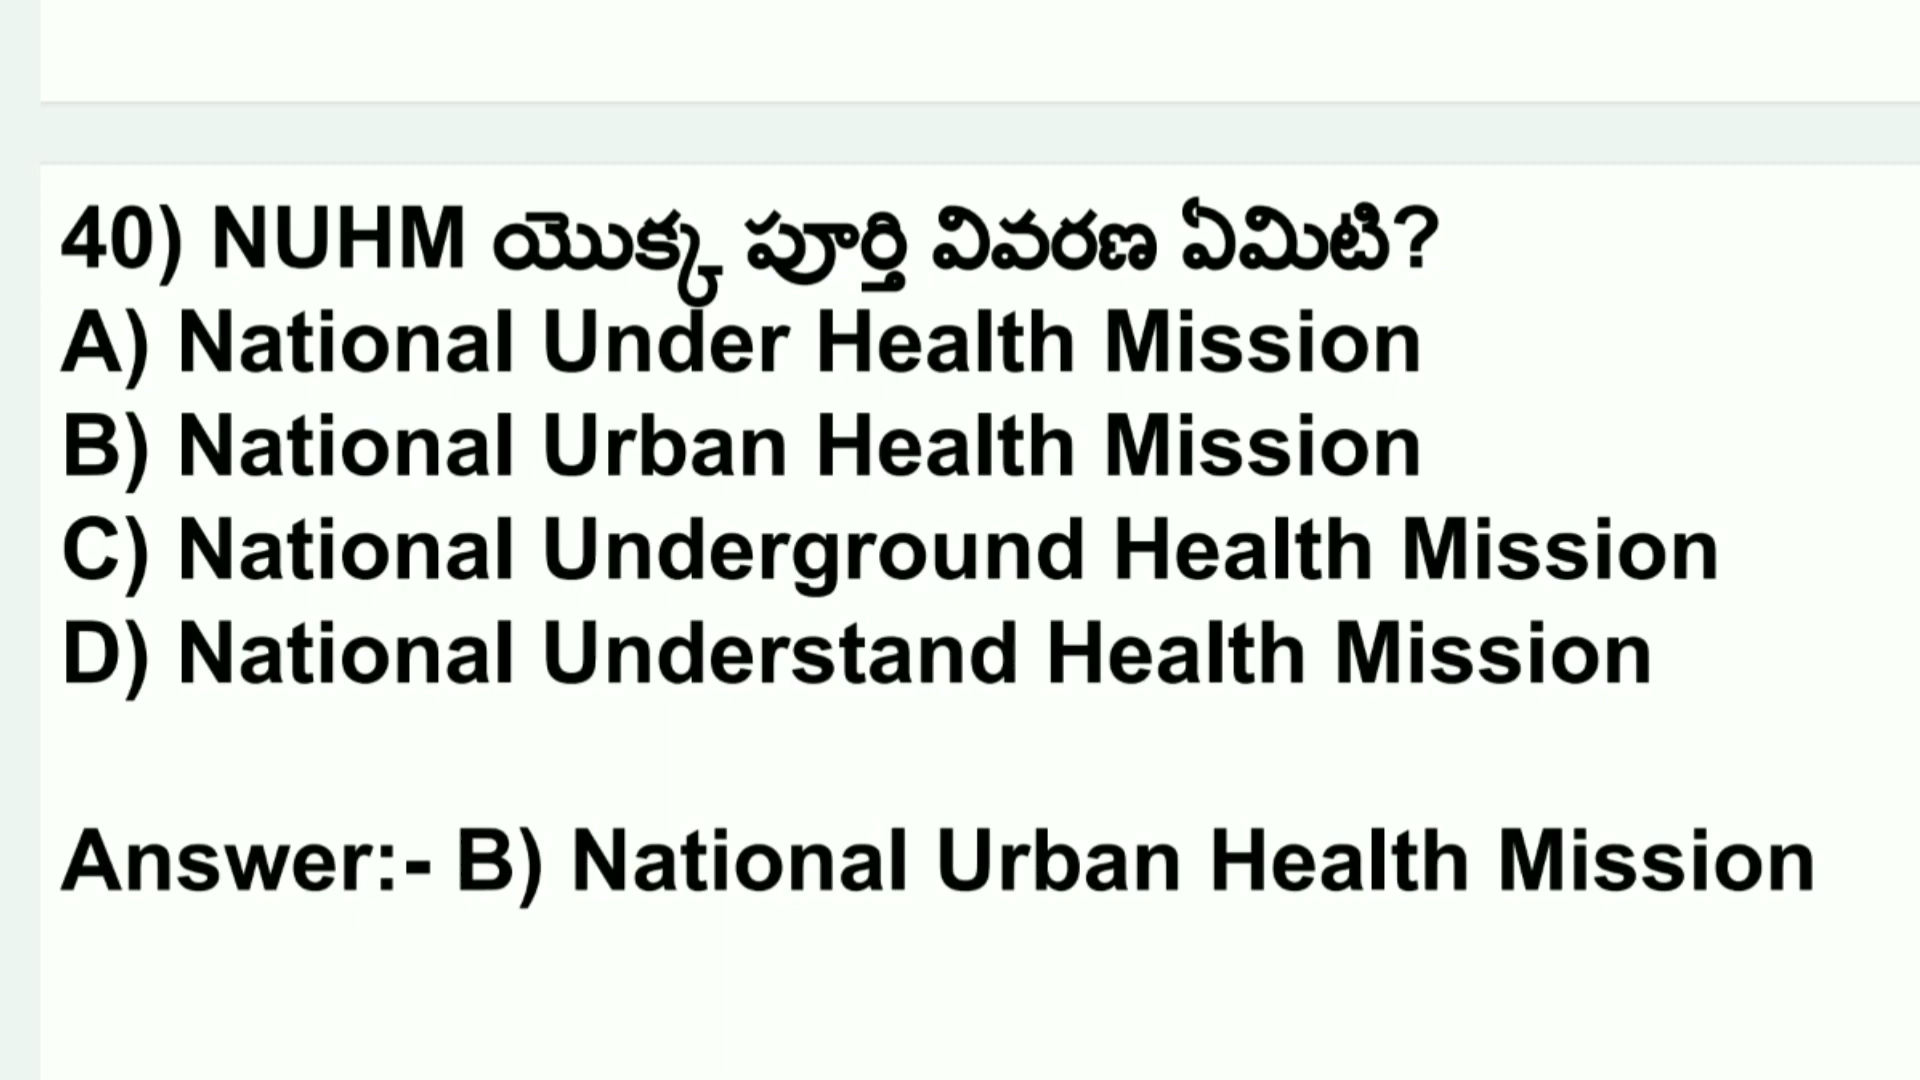 40) NUHM యొక్క పూర్తి వివరణ ఏమిటి?
A) National Under Health Mission
B) National Urban Health Mission
C) National Underground Health Mission
D) National Understand Health Mission
Answer:- B) National Urban Health Mission